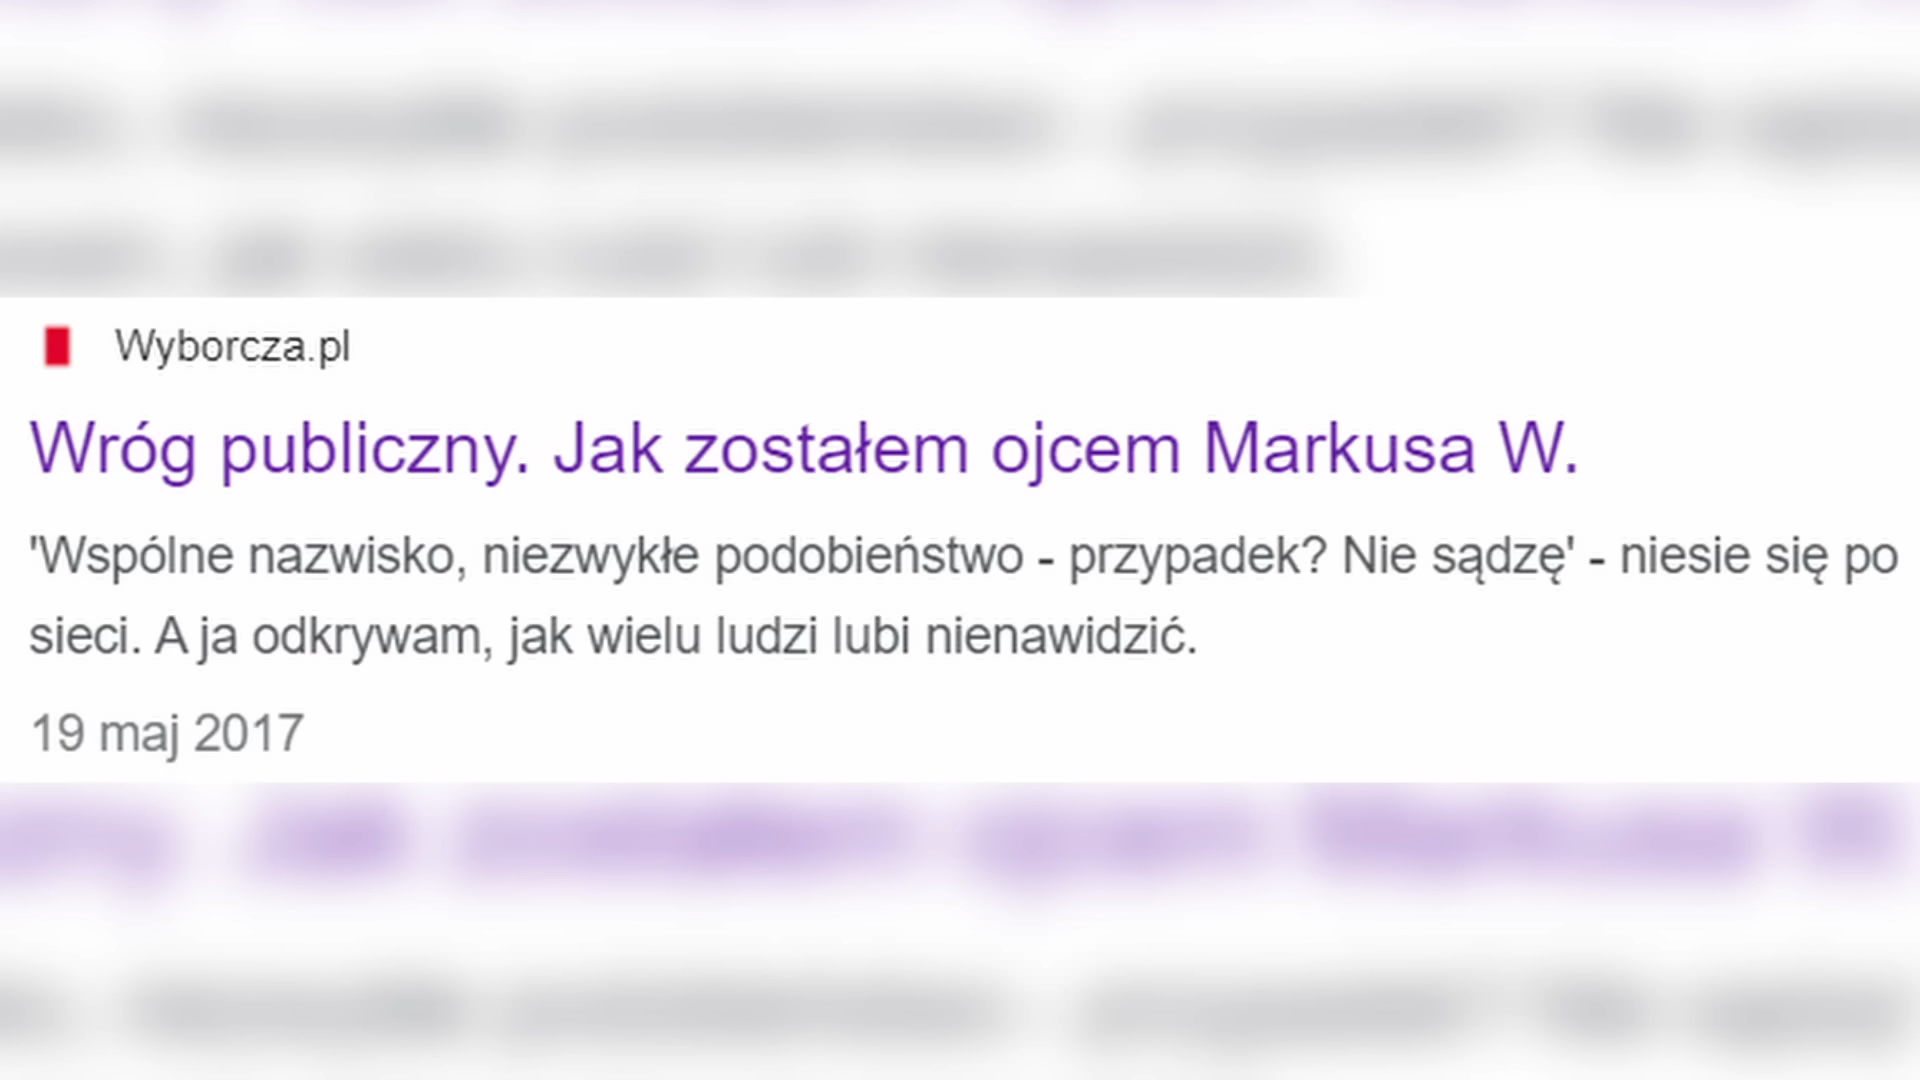 Wyborcza.pl
Wróg publiczny. Jak zostałem ojcem Markusa W.
'Wspólne nazwisko, niezwykłe podobieństwo - przypadek? Nie sądzę' - niesie się po
sieci. A ja odkrywam, jak wielu ludzi lubi nienawidzić.
19 maj 2017